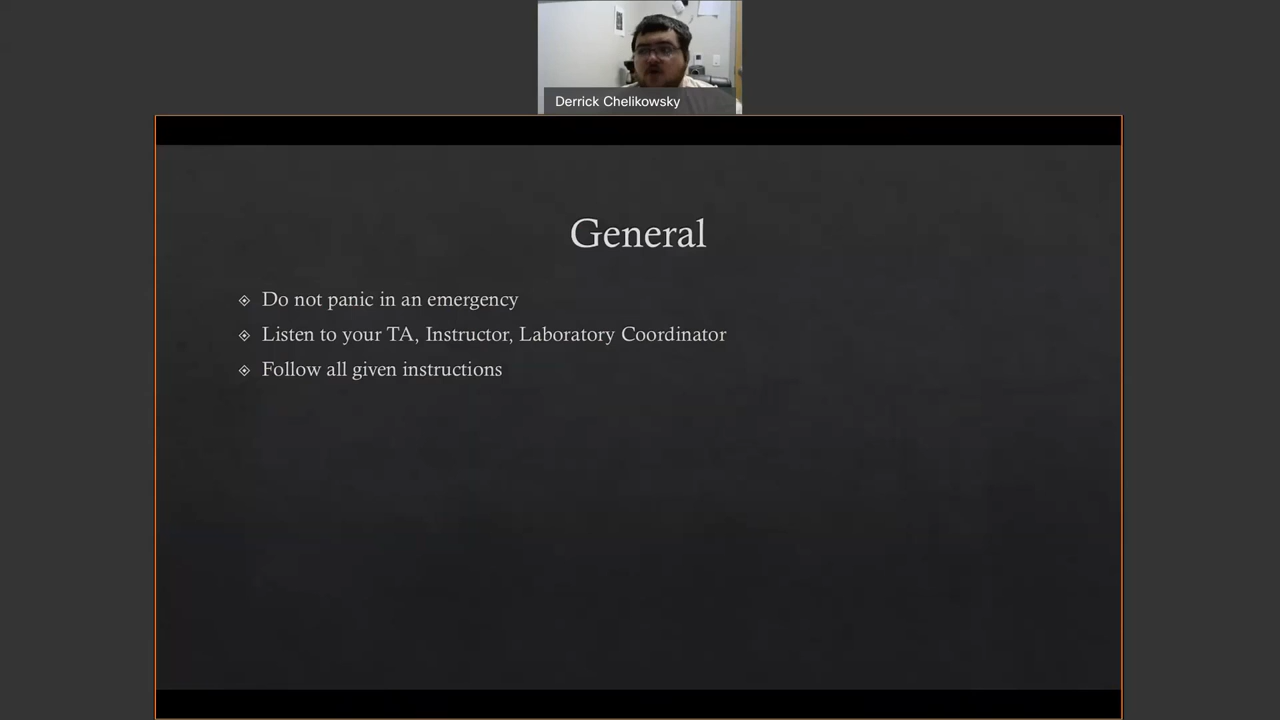 Derrick Chelikowsky
General
Do not panic in an emergency
Listen to your TA, Instructor, Laboratory Coordinator
Follow all given instructions